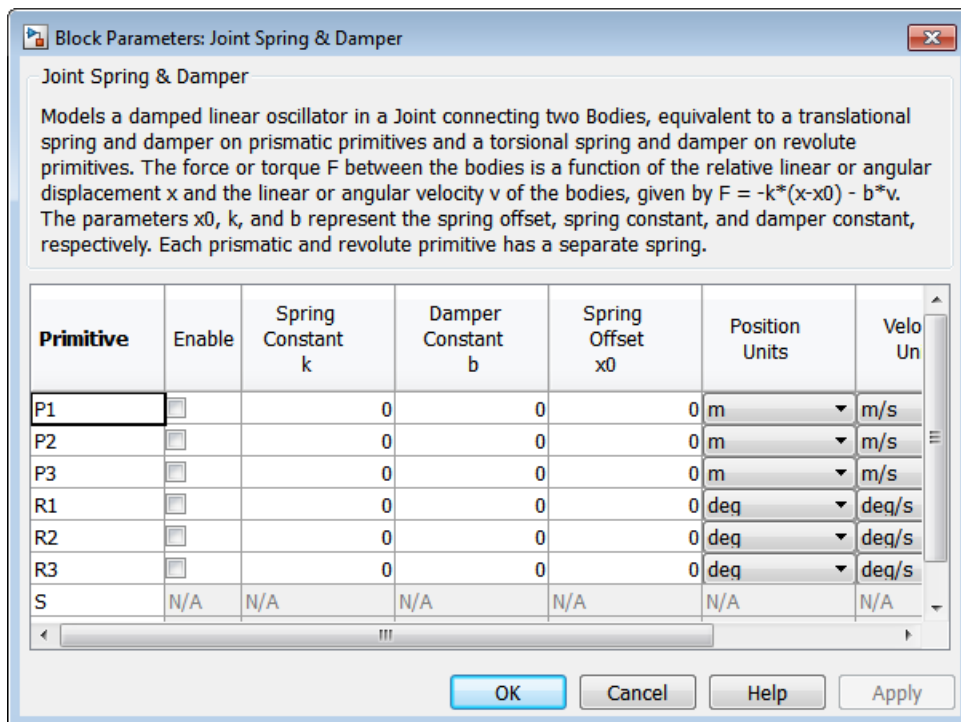 Block Parameters: Joint Spring & Damper
Joint Spring & Damper
Models a damped linear oscillator in a Joint connecting two Bodies, equivalent to a translational
spring and damper on prismatic primitives and a torsional spring and damper on revolute
primitives. The force or torque F between the bodies is a function of the relative linear or angular
displacement x and the linear or angular velocity v of the bodies, given by F = -k*(x-x0) - b*v.
The parameters x0, k, and b represent the spring offset, spring constant, and damper constant,
respectively. Each prismatic and revolute primitive has a separate spring.
Primitive Enable Spring Constant k Damper Constant b Spring Offset x0 Position Units Velo Un
P1 0 0 0 m m/s
P2 0 0 0 m m/s
P3 0 0 0 m m/s
R1 0 0 0 deg deg/s
R2 0 0 0 deg deg/s
R3 0 0 0 deg deg/s
S N/A N/A N/A N/A N/A N/A
OK Cancel Help Apply